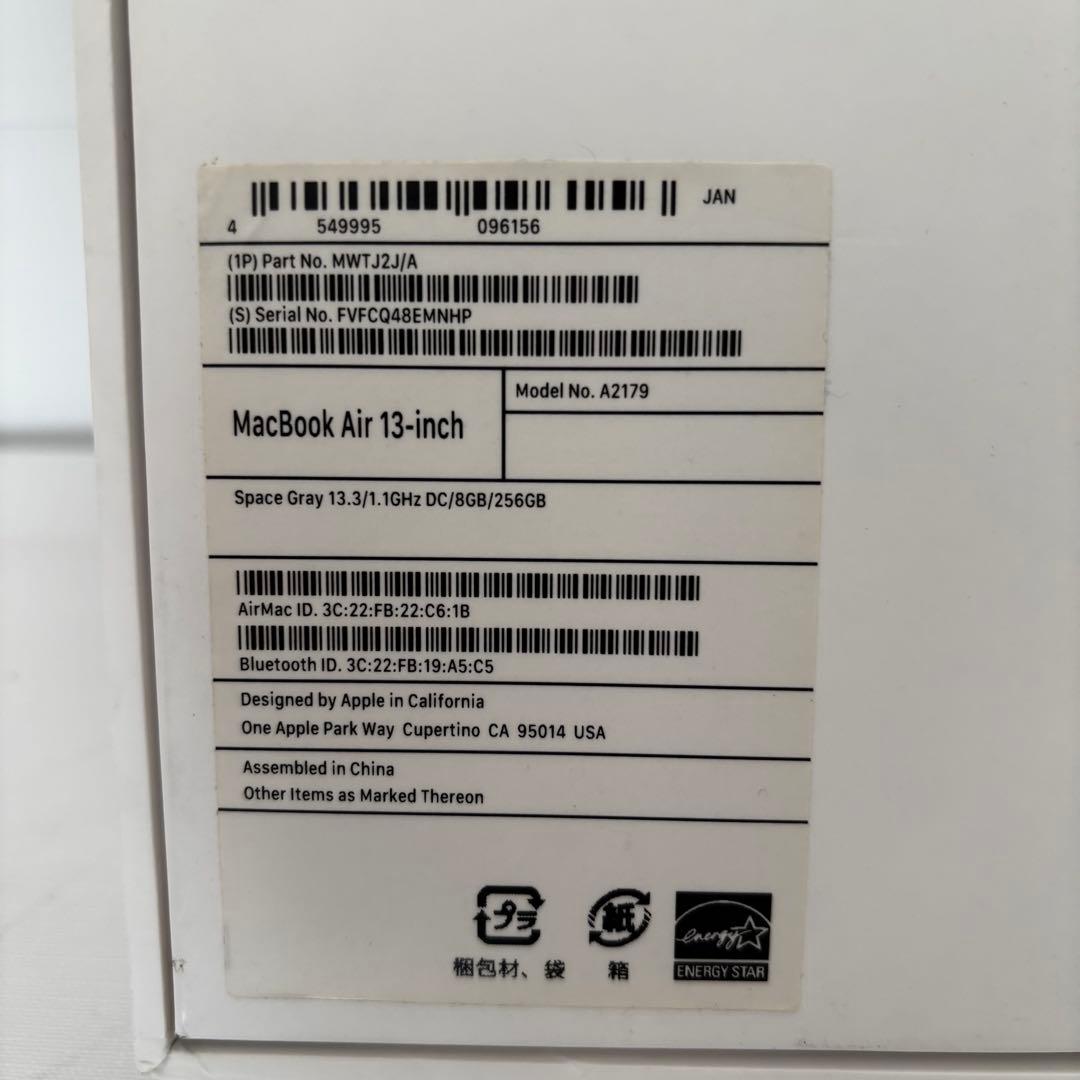 JAN
4 549995 096156
(1P) Part No. MWTJ2J/A
(S) Serial No. FVFCQ48EMNHP
MacBook Air 13-inch
Model No. A2179
Space Gray 13.3/1.1GHz DC/8GB/256GB
AirMac ID. 3C:22:FB:22:C6:1B
Bluetooth ID. 3C:22:FB:19:A5:C5
Designed by Apple in California
One Apple Park Way Cupertino CA 95014 USA
Assembled in China
Other Items as Marked Thereon
プラ
紙
energy
梱包材、袋
箱
ENERGY STAR